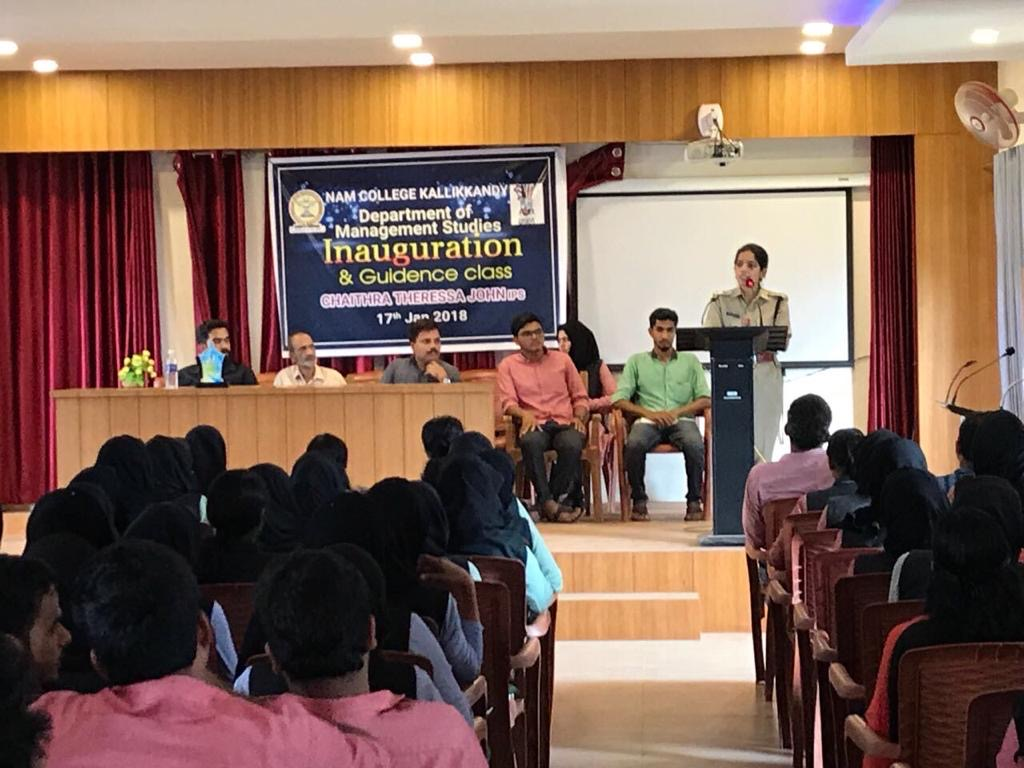 NAM COLLEGE KALLIKKANDY
Department of
Management Studies
Inauguration
& Guidence class
CHAITHRA THERESSA JOHN IPS
17th Jan 2018